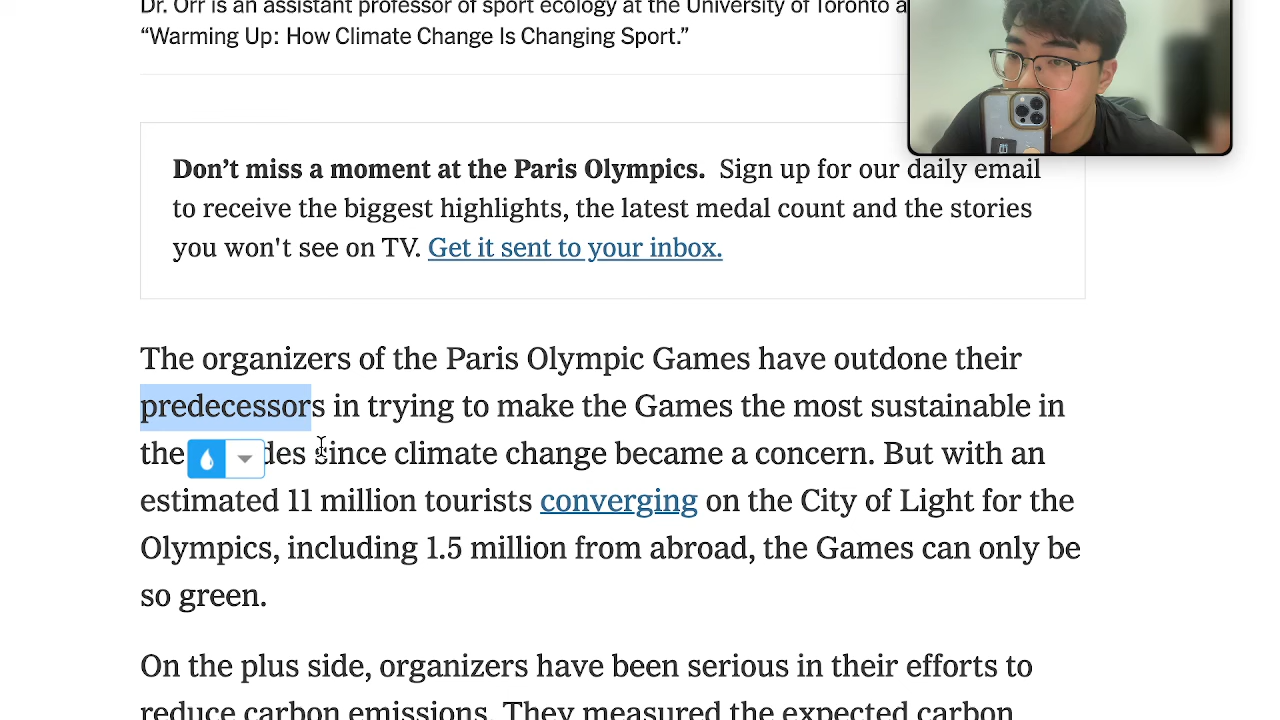 Dr. Orr is an assistant professor of sport ecology at the University of Toronto a
“Warming Up: How Climate Change Is Changing Sport.”
Don’t miss a moment at the Paris Olympics. Sign up for our daily email
to receive the biggest highlights, the latest medal count and the stories
you won't see on TV. Get it sent to your inbox.
The organizers of the Paris Olympic Games have outdone their
predecessors in trying to make the Games the most sustainable in
the des since climate change became a concern. But with an
estimated 11 million tourists converging on the City of Light for the
Olympics, including 1.5 million from abroad, the Games can only be
so green.
On the plus side, organizers have been serious in their efforts to
reduce carbon emissions. They measured the expected carbon